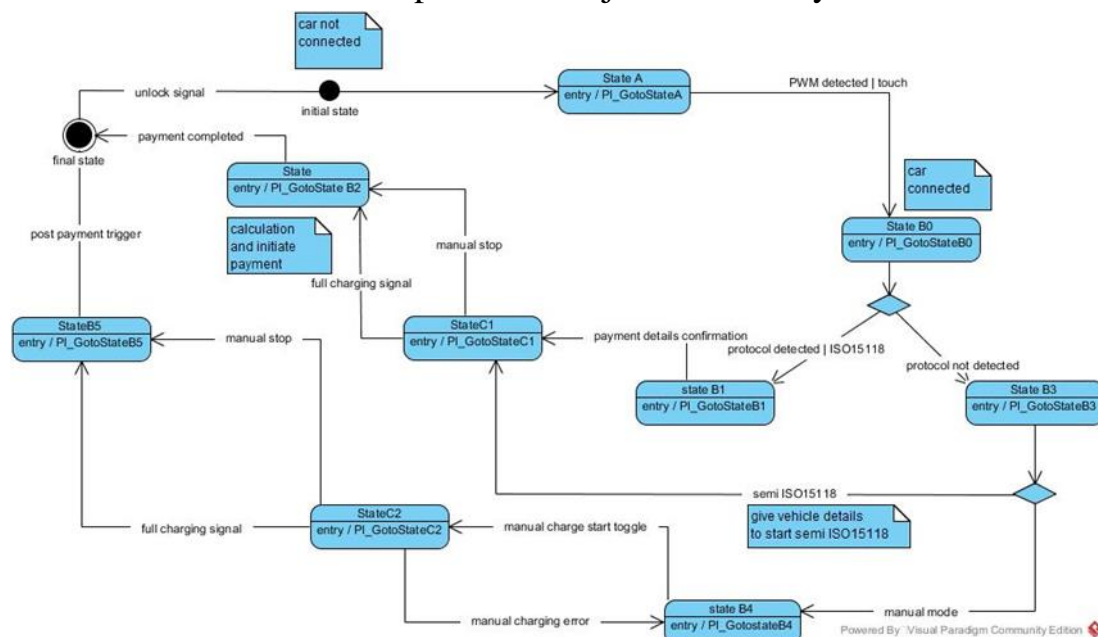 car not
connected
State A
entry / PI_GotoStateA
PWM detected | touch
unlock signal
initial state
payment completed
final state
State
entry / PI_GotoState B2
car
connected
State B0
entry / PI_GotoStateB0
calculation
and initiate
payment
post payment trigger
manual stop
full charging signal
StateB5
entry / PI_GotoStateB5
StateC1
entry / PI_GotoStateC1
manual stop
payment details confirmation
protocol detected | ISO15118
protocol not detected
state B1
entry / PI_GotoStateB1
State B3
entry / PI_GotoStateB3
semi ISO15118
StateC2
entry / PI_GotoStateC2
full charging signal
manual charge start toggle
give vehicle details
to start semi ISO15118
state B4
entry / PI_GotostateB4
manual charging error
manual mode
Powered By Visual Paradigm Community Edition